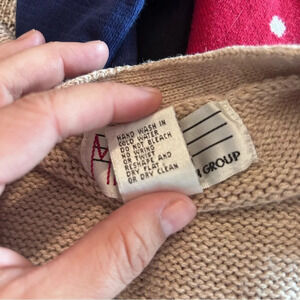 HAND WASH IN
COLD WATER
DO NOT BLEACH
NO WRING
OR TWIST
RESHAPE AND
DRY FLAT
OR DRY CLEAN
GROUP